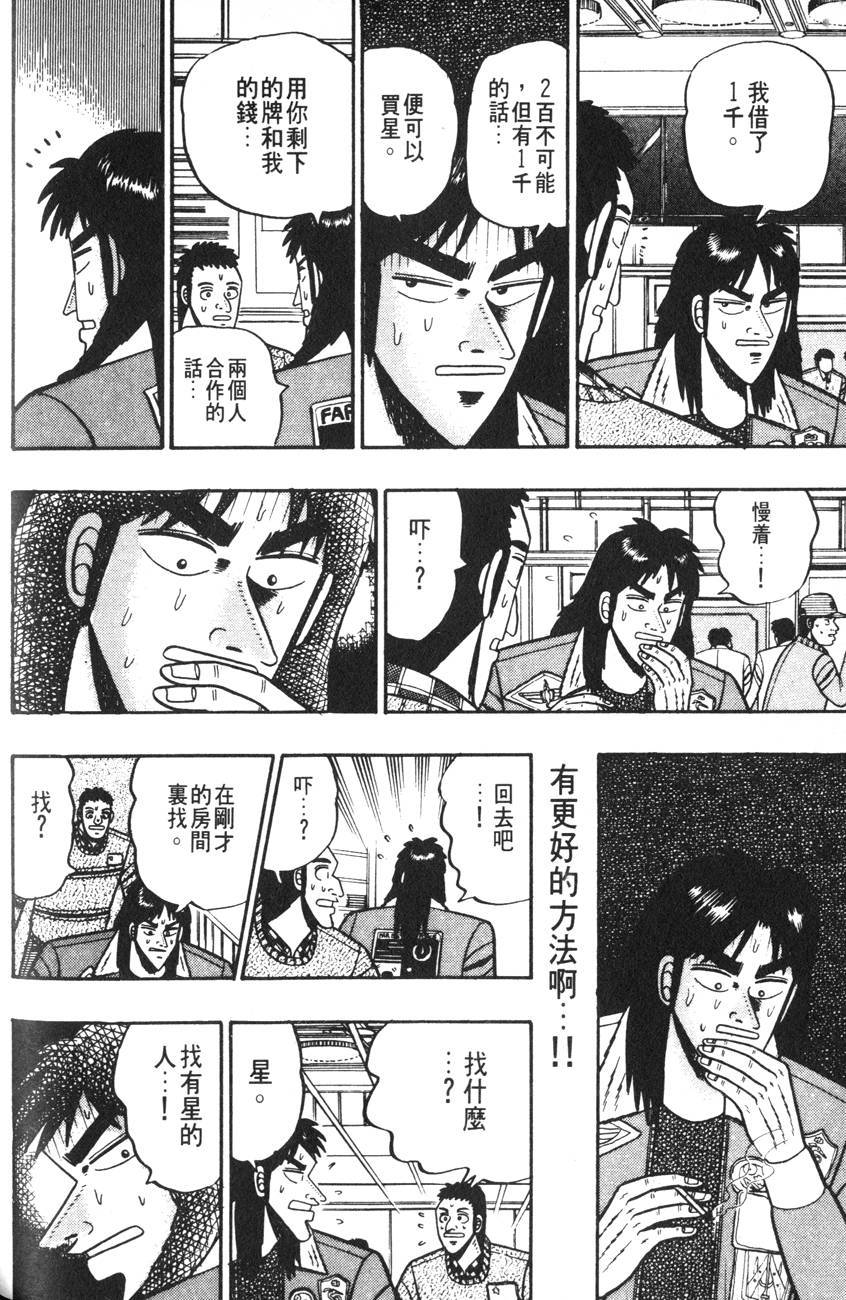 我借了
1千。
2百不可能
，但有1千
的話…
便可以
買星。
用你剩下
的牌和我
的錢…
兩個人
合作的
話…
FAR
慢着…！
吓…？
有更好的方法啊…!!
回去吧
…！
吓…？
在剛才
的房間
裏找。
找？
找什麼
…？
星。
找有星的
人…！